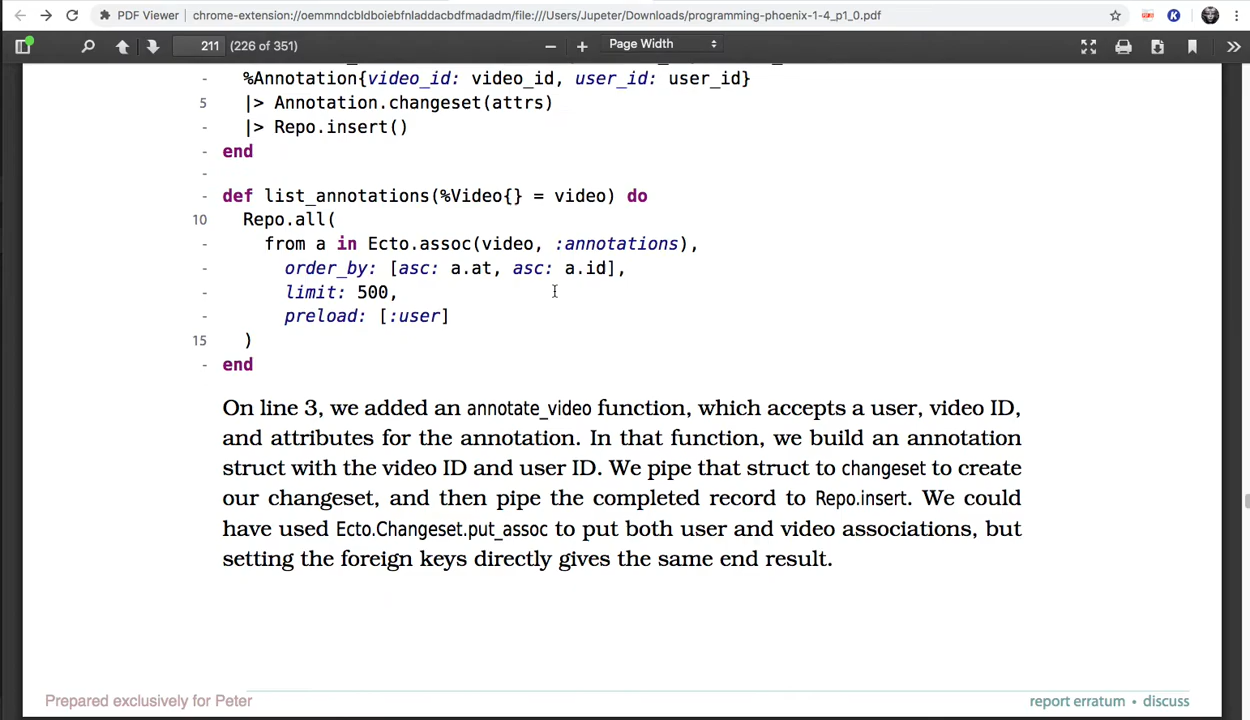 PDF Viewer chrome-extension://oemmndcbldboiebfnladdacbdfmadadm/file:///Users/Jupeter/Downloads/programming-phoenix-1-4_p1_0.pdf
211 (226 of 351) Page Width
- %Annotation{video_id: video_id, user_id: user_id}
5 |> Annotation.changeset(attrs)
- |> Repo.insert()
- end
-
- def list_annotations(%Video{} = video) do
10 Repo.all(
- from a in Ecto.assoc(video, :annotations),
- order_by: [asc: a.at, asc: a.id],
- limit: 500,
- preload: [:user]
15 )
- end
On line 3, we added an annotate_video function, which accepts a user, video ID,
and attributes for the annotation. In that function, we build an annotation
struct with the video ID and user ID. We pipe that struct to changeset to create
our changeset, and then pipe the completed record to Repo.insert. We could
have used Ecto.Changeset.put_assoc to put both user and video associations, but
setting the foreign keys directly gives the same end result.
Prepared exclusively for Peter report erratum • discuss